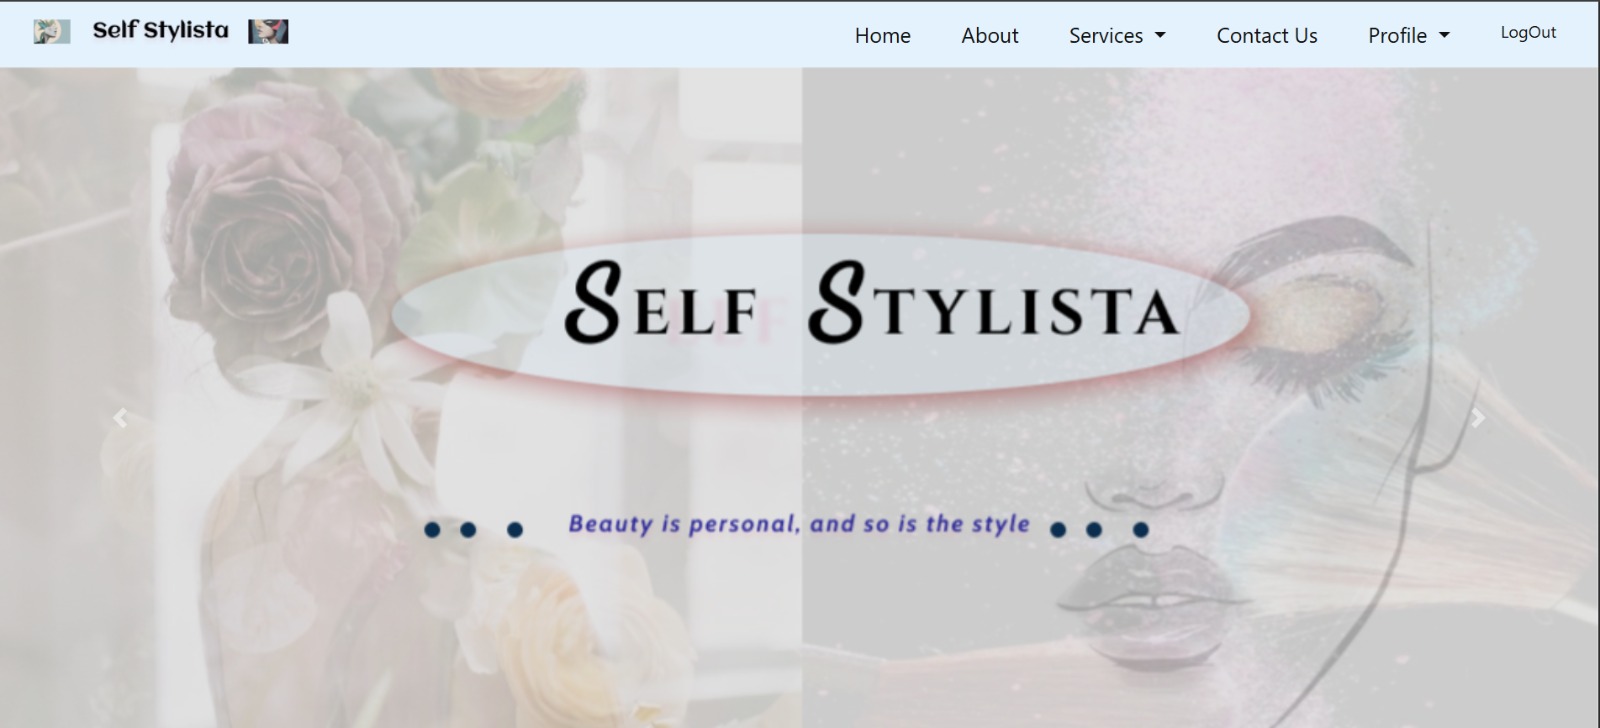 Self Stylista
Home About Services Contact Us Profile LogOut
Self Stylista
Beauty is personal, and so is the style